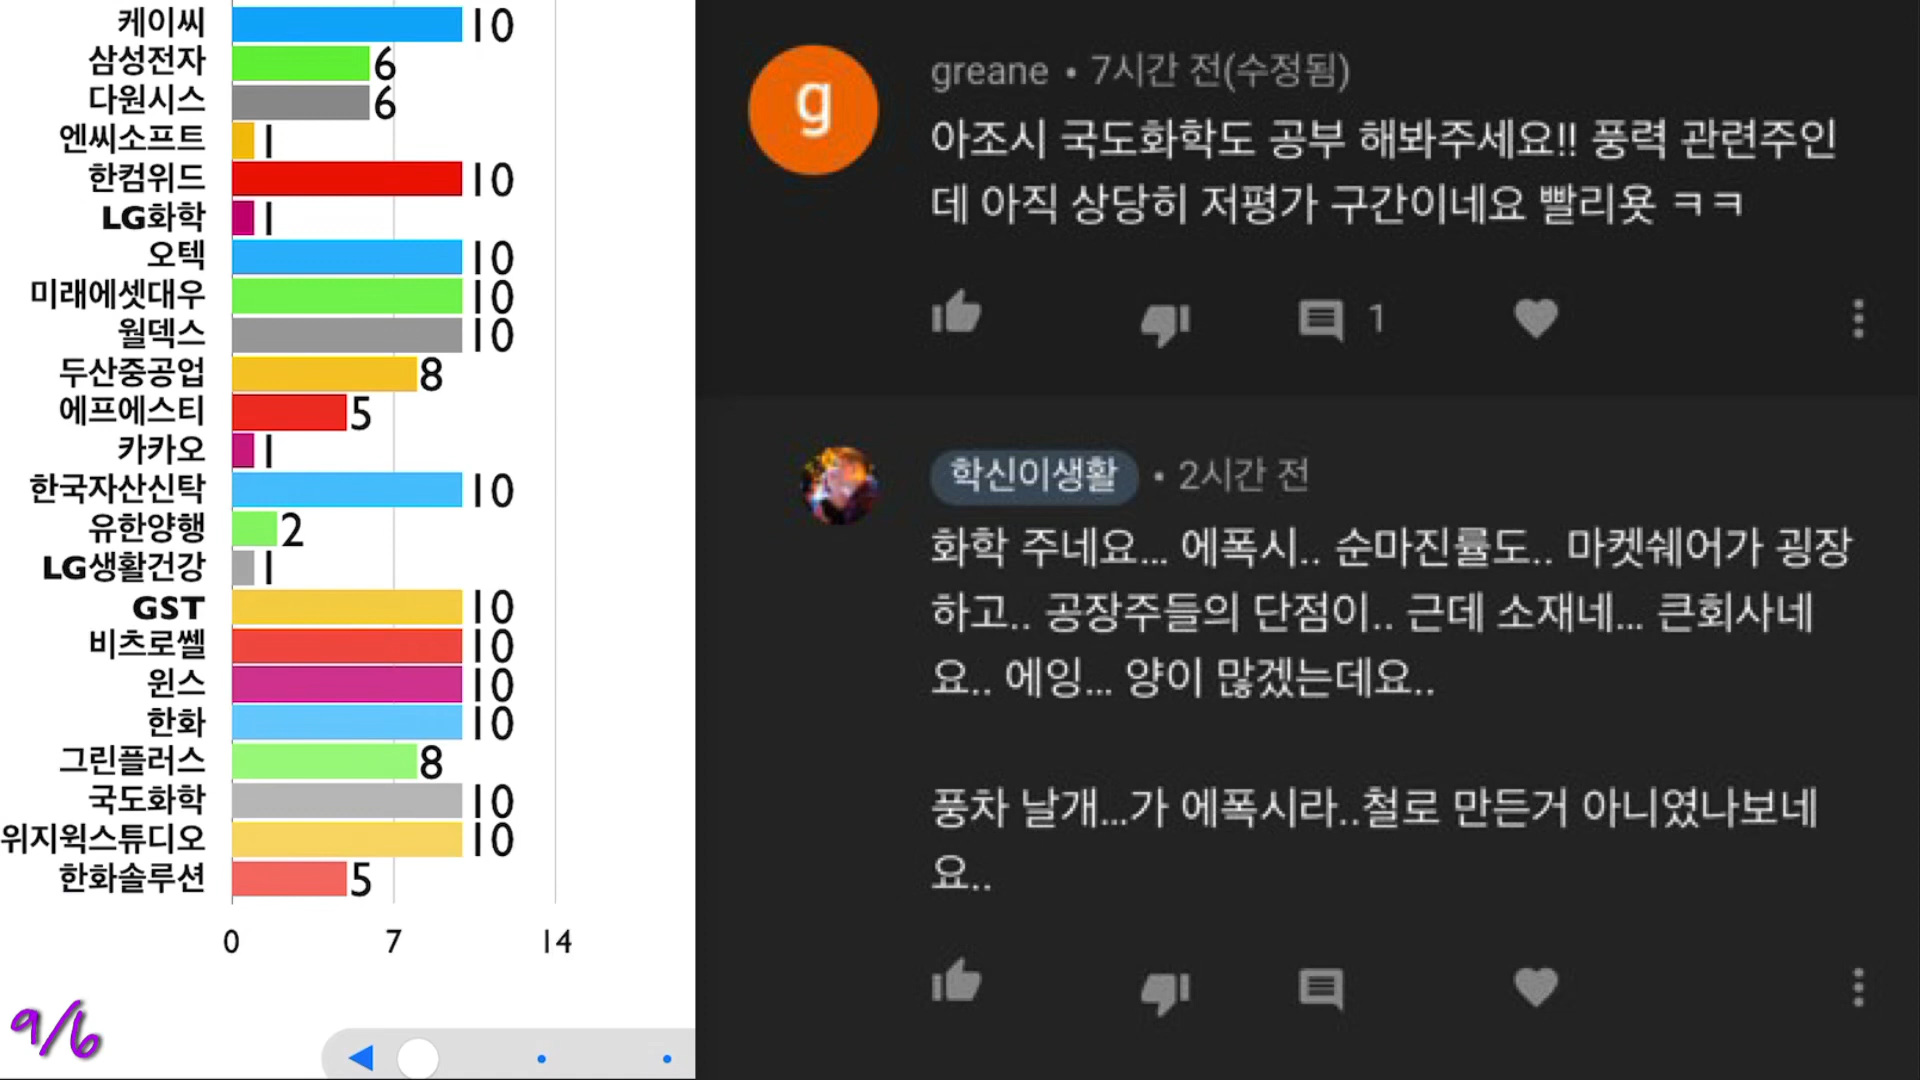 케이씨 10
삼성전자 6
다원시스 6
엔씨소프트 1
한컴위드 10
LG화학 1
오텍 10
미래에셋대우 10
월덱스 10
두산중공업 8
에프에스티 5
카카오 1
한국자산신탁 10
유한양행 2
LG생활건강 1
GST 10
비츠로쎌 10
윈스 10
한화 10
그린플러스 8
국도화학 10
위지윅스튜디오 10
한화솔루션 5
0 7 14
9/6
g
greane • 7시간 전(수정됨)
아조시 국도화학도 공부 해봐주세요!! 풍력 관련주인
데 아직 상당히 저평가 구간이네요 빨리욧 ㅋㅋ
1
학신이생활 • 2시간 전
화학 주네요... 에폭시.. 순마진률도.. 마켓쉐어가 굉장
하고.. 공장주들의 단점이.. 근데 소재네... 큰회사네
요.. 에잉... 양이 많겠는데요..
풍차 날개...가 에폭시라..철로 만든거 아니였나보네
요..